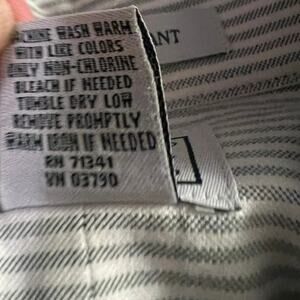 MACHINE WASH WARM
WITH LIKE COLORS
ONLY NON-CHLORINE
BLEACH IF NEEDED
TUMBLE DRY LOW
REMOVE PROMPTLY
WARM IRON IF NEEDED
RN 71341
VN 03790
ANT